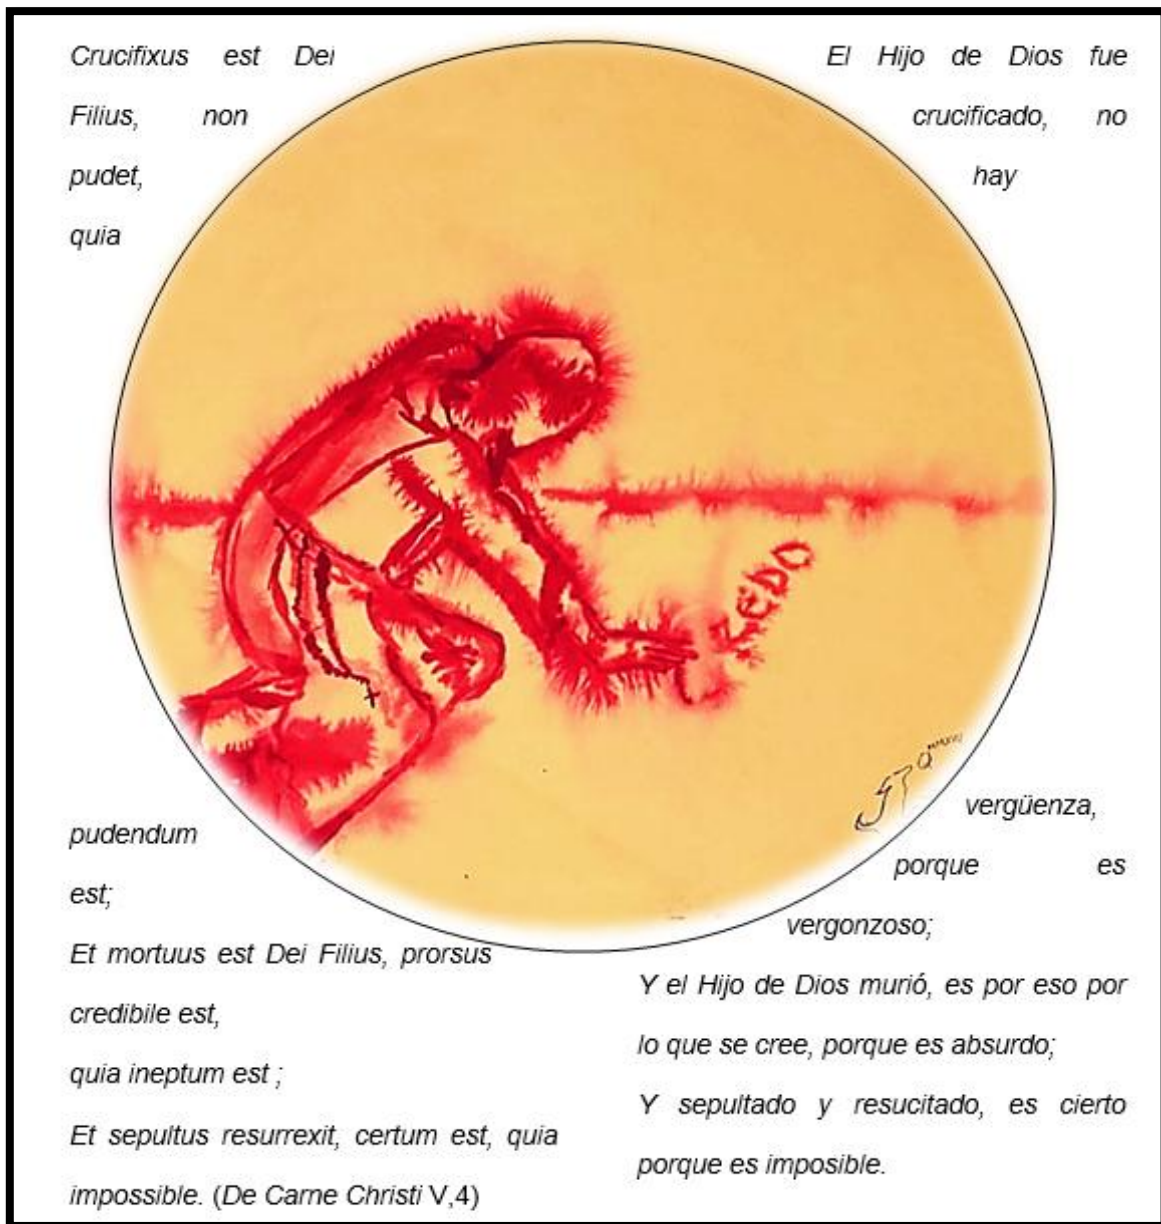 Crucifixus est Dei
Filius, non
pudet,
quia
pudendum
est;
Et mortuus est Dei Filius, prorsus
credibile est,
quia ineptum est ;
Et sepultus resurrexit, certum est, quia
impossible. (De Carne Christi V,4)
El Hijo de Dios fue
crucificado, no
hay
vergüenza,
porque es
vergonzoso;
Y el Hijo de Dios murió, es por eso por
lo que se cree, porque es absurdo;
Y sepultado y resucitado, es cierto
porque es imposible.
CREDO